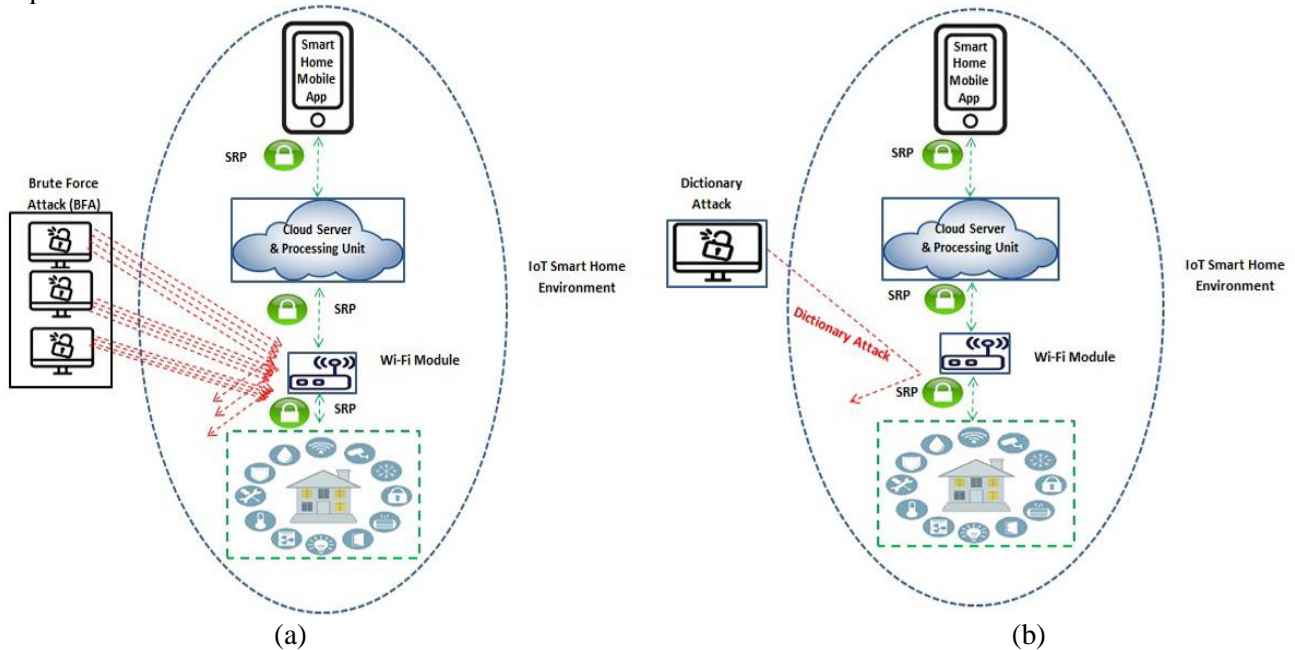 Smart
Home
Mobile
App
SRP
Brute Force
Attack (BFA)
Cloud Server
& Processing Unit
IoT Smart Home
Environment
SRP
Wi-Fi Module
SRP
(a)
Smart
Home
Mobile
App
SRP
Dictionary
Attack
Cloud Server
& Processing Unit
IoT Smart Home
Environment
SRP
Dictionary Attack
Wi-Fi Module
SRP
(b)